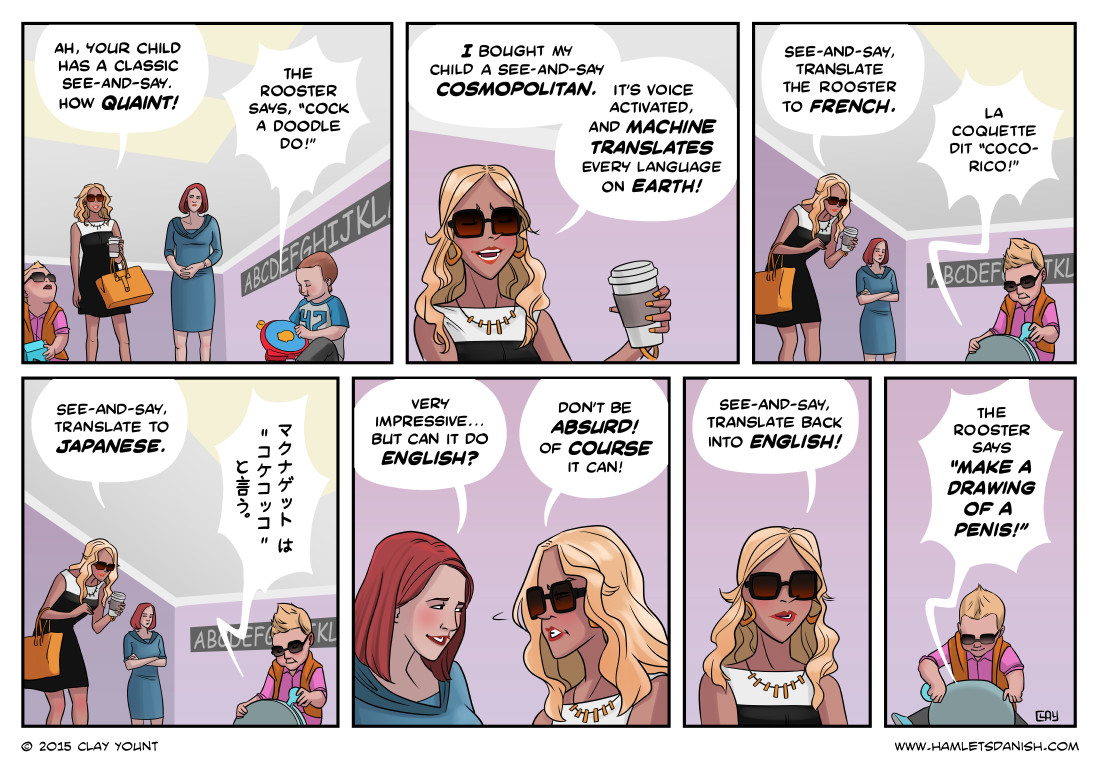 AH, YOUR CHILD
HAS A CLASSIC
SEE-AND-SAY.
HOW QUAINT!
THE
ROOSTER
SAYS, "COCK
A DOODLE
DO!"
ABCDEFGHIJKL
42
I BOUGHT MY
CHILD A SEE-AND-SAY
COSMOPOLITAN.
IT'S VOICE
ACTIVATED,
AND MACHINE
TRANSLATES
EVERY LANGUAGE
ON EARTH!
SEE-AND-SAY,
TRANSLATE
THE ROOSTER
TO FRENCH.
LA
COQUETTE
DIT "COCO-
RICO!"
ABCDEF JKL
SEE-AND-SAY,
TRANSLATE TO
JAPANESE.
マクナゲット は
"コケコッコ"
と言う。
ABCDEFG KL
VERY
IMPRESSIVE...
BUT CAN IT DO
ENGLISH?
DON'T BE
ABSURD!
OF COURSE
IT CAN!
SEE-AND-SAY,
TRANSLATE BACK
INTO ENGLISH!
THE
ROOSTER
SAYS
"MAKE A
DRAWING
OF A
PENIS!"
CLAY
© 2015 CLAY YOUNT
WWW.HAMLETSDANISH.COM